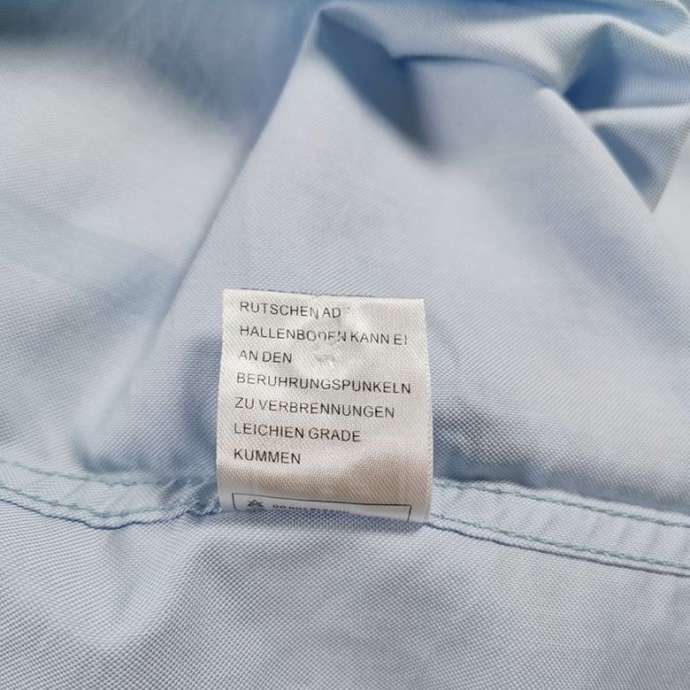 RUTSCHEN AD
HALLENBODEN KANN EI
AN DEN
BERUHRUNGSPUNKELN
ZU VERBRENNUNGEN
LEICHIEN GRADE
KUMMEN